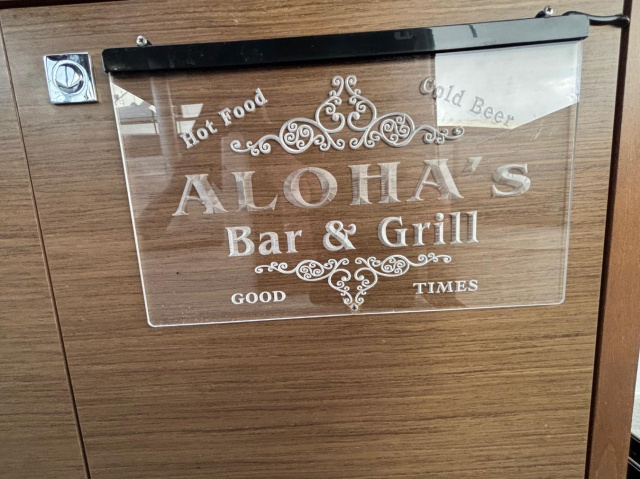 Hot Food Cold Beer
ALOHA's
Bar & Grill
GOOD TIMES